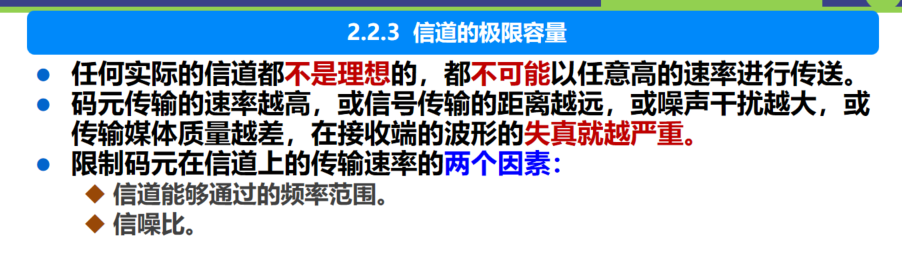 2.2.3 信道的极限容量
任何实际的信道都不是理想的，都不可能以任意高的速率进行传送。
码元传输的速率越高，或信号传输的距离越远，或噪声干扰越大，或
传输媒体质量越差，在接收端的波形的失真就越严重。
限制码元在信道上的传输速率的两个因素：
信道能够通过的频率范围。
信噪比。